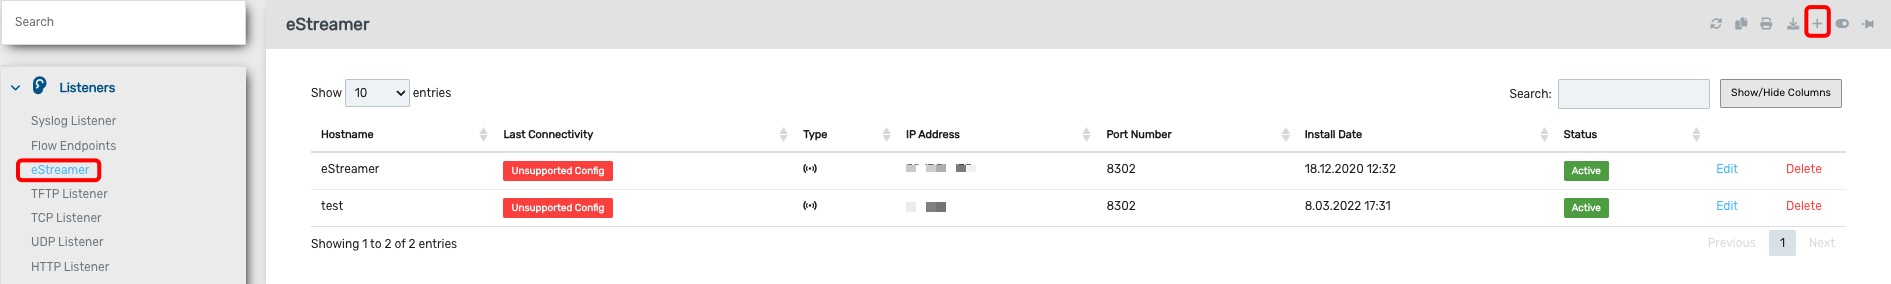 Search
Listeners
Syslog Listener
Flow Endpoints
eStreamer
TFTP Listener
TCP Listener
UDP Listener
HTTP Listener
eStreamer
Show 10 entries
Search:
Show/Hide Columns
Hostname Last Connectivity Type IP Address Port Number Install Date Status
eStreamer Unsupported Config 8302 18.12.2020 12:32 Active Edit Delete
test Unsupported Config 8302 8.03.2022 17:31 Active Edit Delete
Showing 1 to 2 of 2 entries
Previous 1 Next